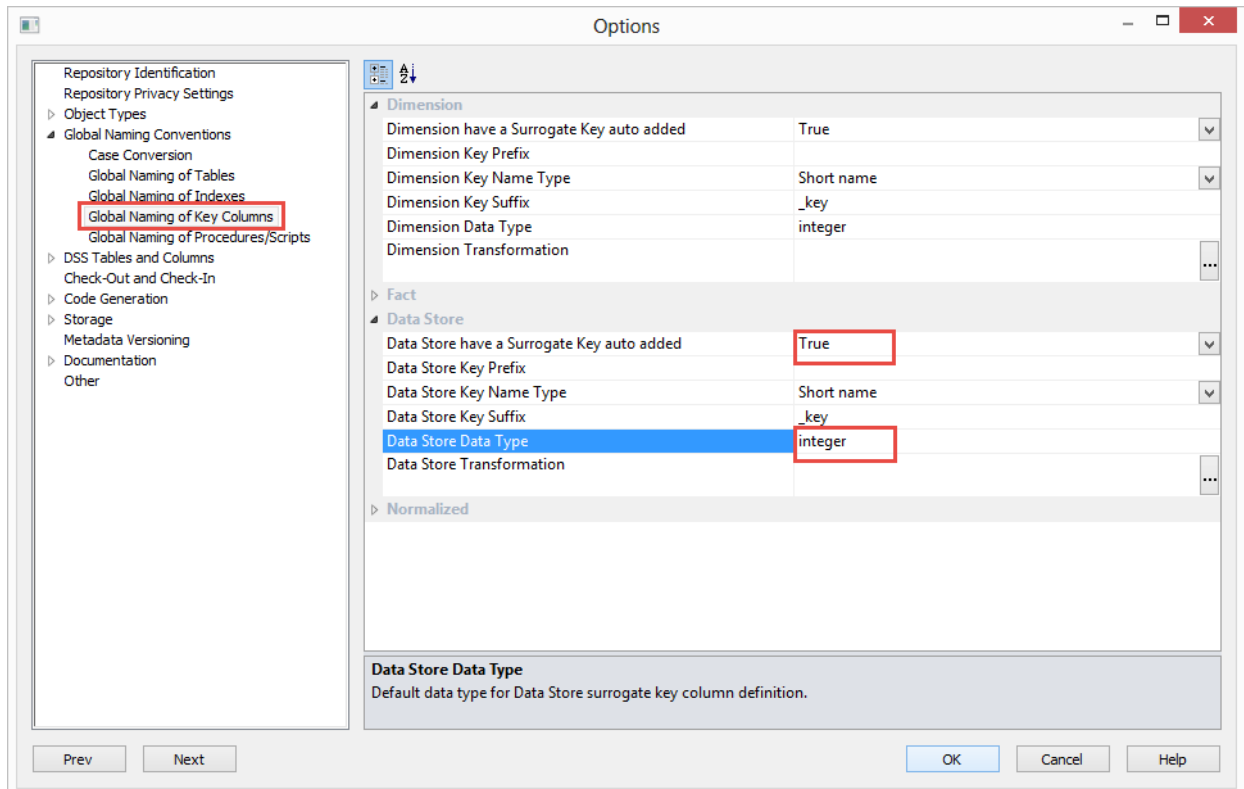 Options
Repository Identification
Repository Privacy Settings
Object Types
Global Naming Conventions
Case Conversion
Global Naming of Tables
Global Naming of Indexes
Global Naming of Key Columns
Global Naming of Procedures/Scripts
DSS Tables and Columns
Check-Out and Check-In
Code Generation
Storage
Metadata Versioning
Documentation
Other
Dimension
Dimension have a Surrogate Key auto added True
Dimension Key Prefix
Dimension Key Name Type Short name
Dimension Key Suffix _key
Dimension Data Type integer
Dimension Transformation ...
Fact
Data Store
Data Store have a Surrogate Key auto added True
Data Store Key Prefix
Data Store Key Name Type Short name
Data Store Key Suffix _key
Data Store Data Type integer
Data Store Transformation ...
Normalized
Data Store Data Type
Default data type for Data Store surrogate key column definition.
Prev Next OK Cancel Help